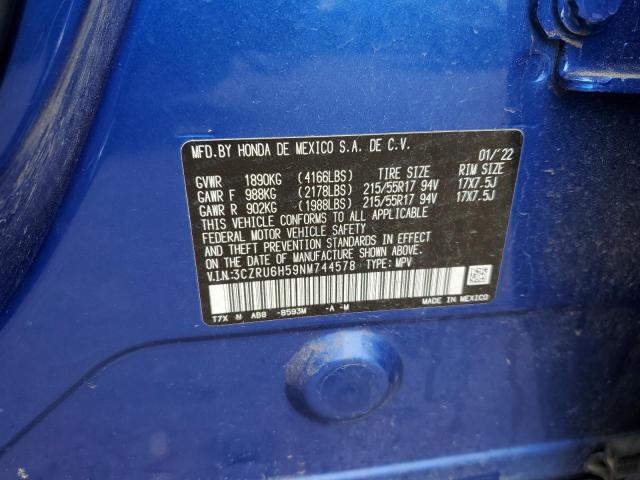 MFD.BY HONDA DE MEXICO S.A. DE C.V. 01/'22
GVWR 1890KG (4166LBS) TIRE SIZE RIM SIZE
GAWR F 988KG (2178LBS) 215/55R17 94V 17X7.5J
GAWR R 902KG (1988LBS) 215/55R17 94V 17X7.5J
THIS VEHICLE CONFORMS TO ALL APPLICABLE
FEDERAL MOTOR VEHICLE SAFETY
AND THEFT PREVENTION STANDARDS IN EFFECT
ON THE DATE OF MANUFACTURE SHOWN ABOVE.
V.I.N.:3CZRU6H59NM744578 TYPE: MPV
T7X N AB8 -B593M -A -M MADE IN MEXICO